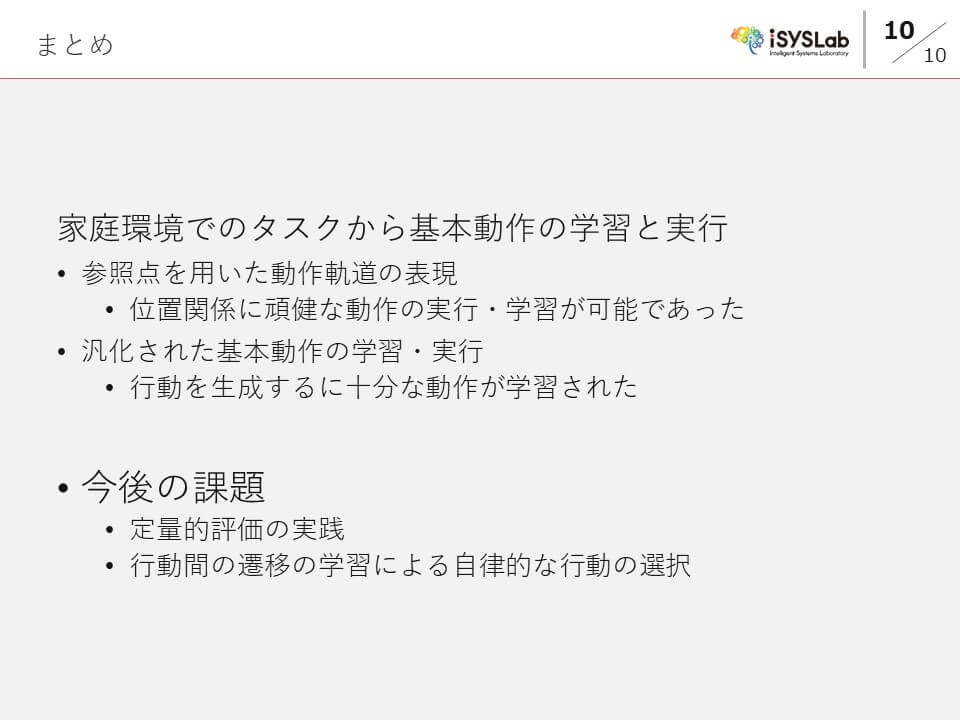 まとめ
iSYSLab
Intelligent Systems Laboratory
10
10
家庭環境でのタスクから基本動作の学習と実行
• 参照点を用いた動作軌道の表現
• 位置関係に頑健な動作の実行・学習が可能であった
• 汎化された基本動作の学習・実行
• 行動を生成するに十分な動作が学習された
• 今後の課題
• 定量的評価の実践
• 行動間の遷移の学習による自律的な行動の選択